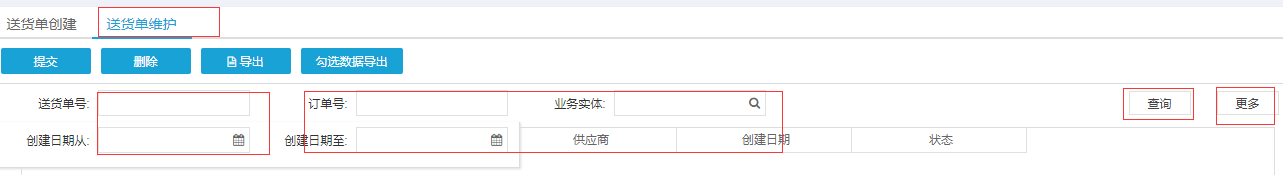 送货单创建 送货单维护
提交 删除 导出 勾选数据导出
送货单号: 订单号: 业务实体: 查询 更多
创建日期从: 创建日期至: 供应商 创建日期 状态